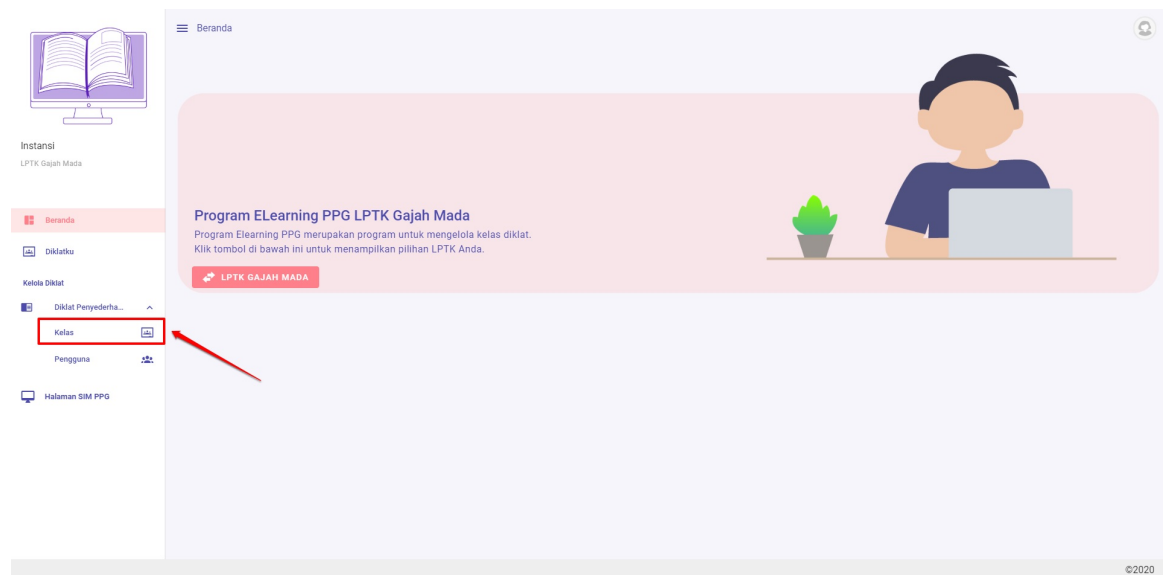 Beranda
Instansi
LPTK Gajah Mada
Beranda
Diklatku
Kelola Diklat
Diklat Penyederha...
Kelas
Pengguna
Halaman SIM PPG
Program ELearning PPG LPTK Gajah Mada
Program Elearning PPG merupakan program untuk mengelola kelas diklat.
Klik tombol di bawah ini untuk menampilkan pilihan LPTK Anda.
LPTK GAJAH MADA
©2020